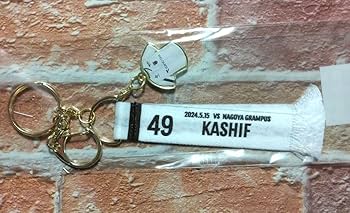 49
2024.5.15 VS NAGOYA GRAMPUS
KASHIF